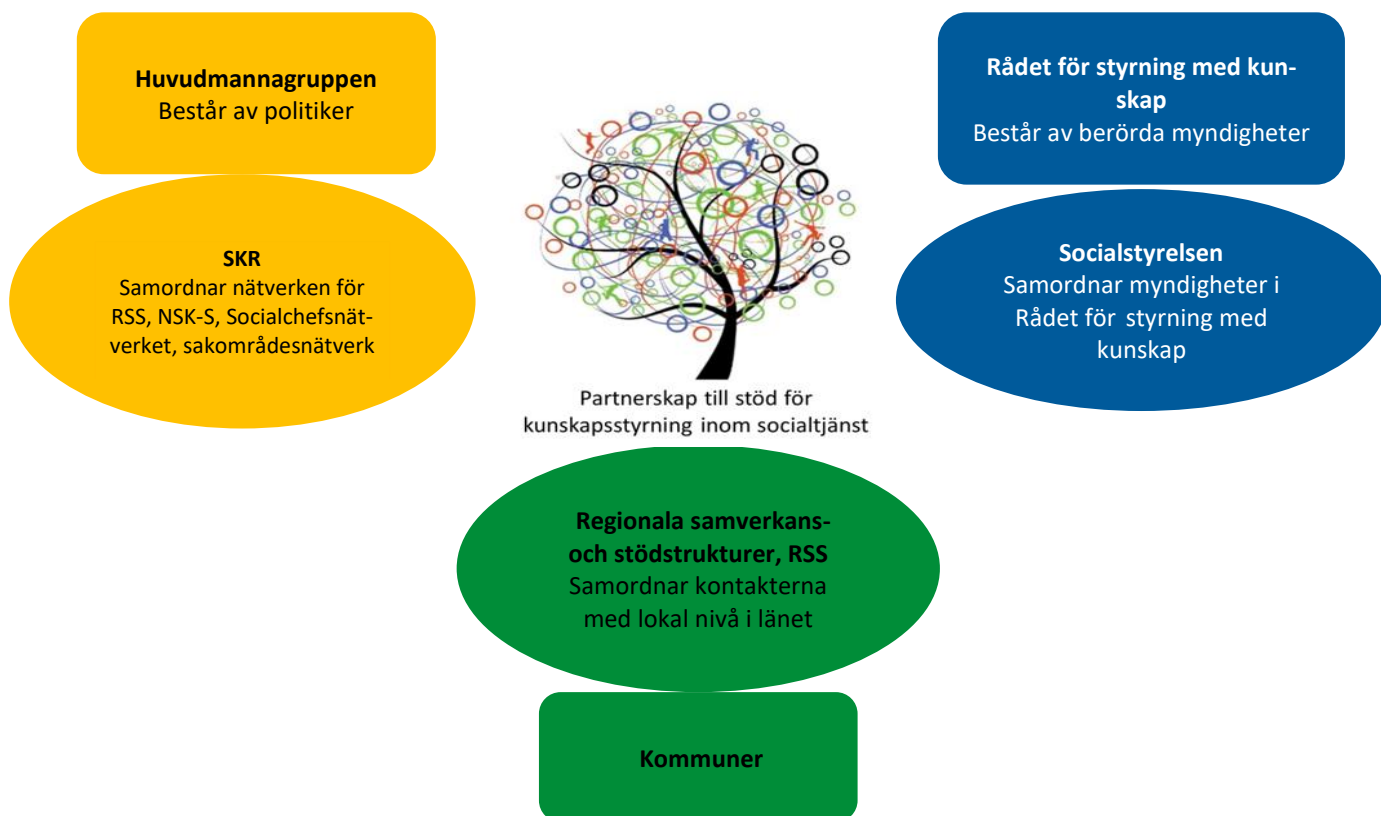 Huvudmannagruppen
Består av politiker
SKR
Samordnar nätverken för
RSS, NSK-S, Socialchefsnät-
verket, sakområdesnätverk
Partnerskap till stöd för
kunskapsstyrning inom socialtjänst
Rådet för styrning med kun-
skap
Består av berörda myndigheter
Socialstyrelsen
Samordnar myndigheter i
Rådet för styrning med
kunskap
Regionala samverkans-
och stödstrukturer, RSS
Samordnar kontakterna
med lokal nivå i länet
Kommuner